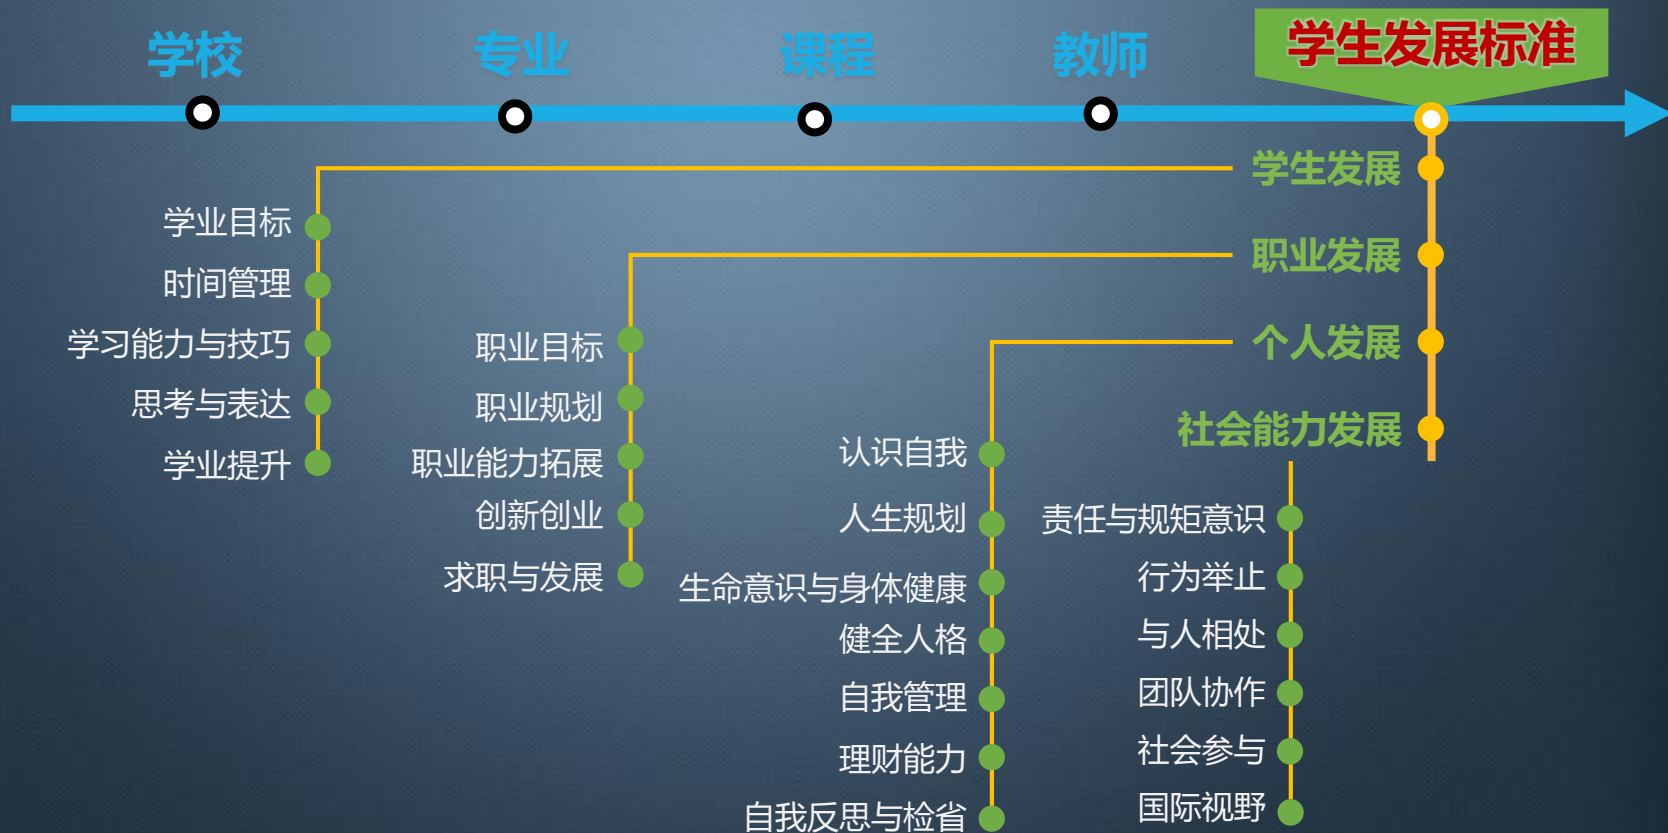 学校
专业
课程
教师
学生发展标准
学生发展
学业目标
时间管理
学习能力与技巧
思考与表达
学业提升
职业发展
职业目标
职业规划
职业能力拓展
创新创业
求职与发展
个人发展
认识自我
人生规划
生命意识与身体健康
健全人格
自我管理
理财能力
自我反思与检省
社会能力发展
责任与规矩意识
行为举止
与人相处
团队协作
社会参与
国际视野